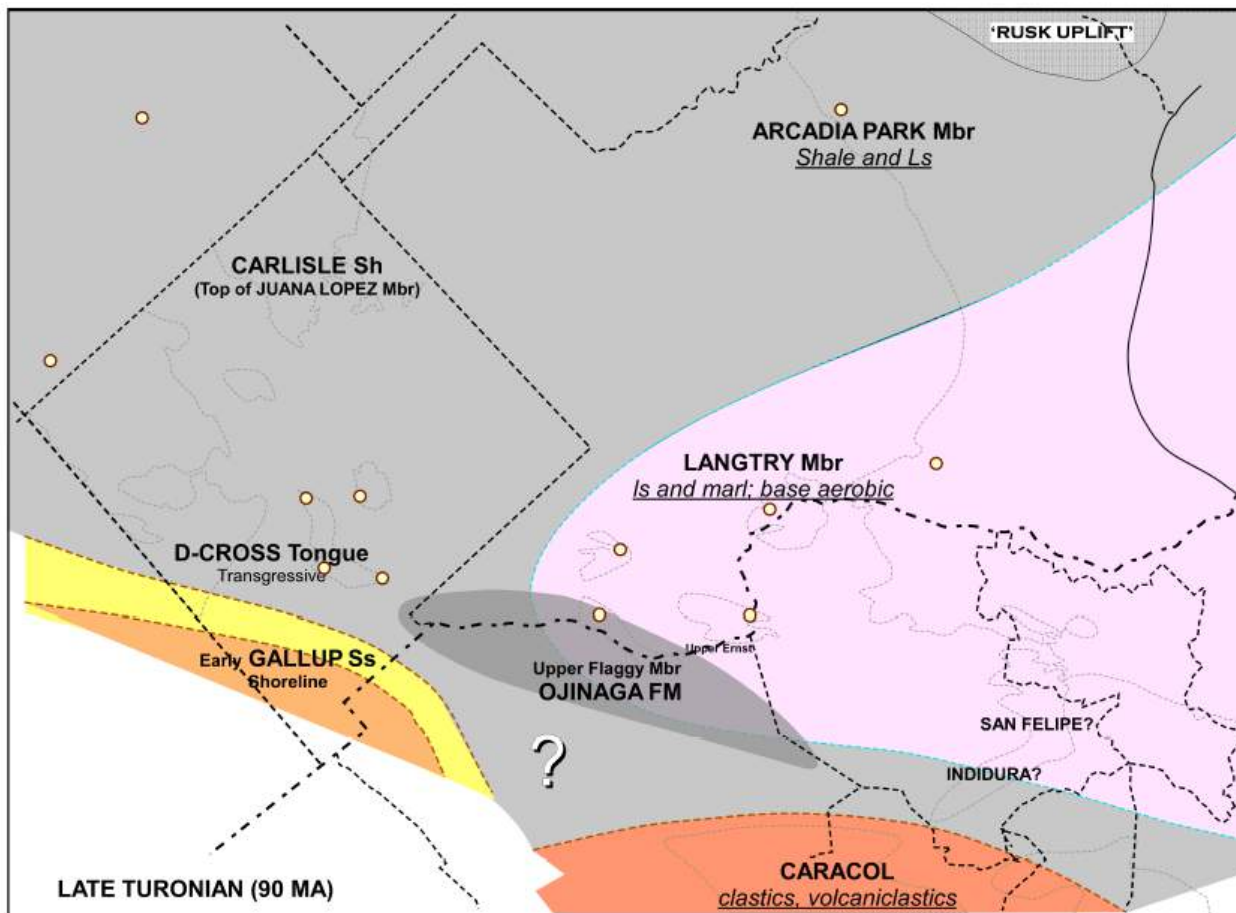 'RUSK UPLIFT'
ARCADIA PARK Mbr
Shale and Ls
CARLISLE Sh
(Top of JUANA LOPEZ Mbr)
LANGTRY Mbr
ls and marl; base aerobic
D-CROSS Tongue
Transgressive
Early GALLUP Ss
Shoreline
Upper Ernst
Upper Flaggy Mbr
OJINAGA FM
?
SAN FELIPE?
INDIDURA?
CARACOL
clastics, volcaniclastics
LATE TURONIAN (90 MA)